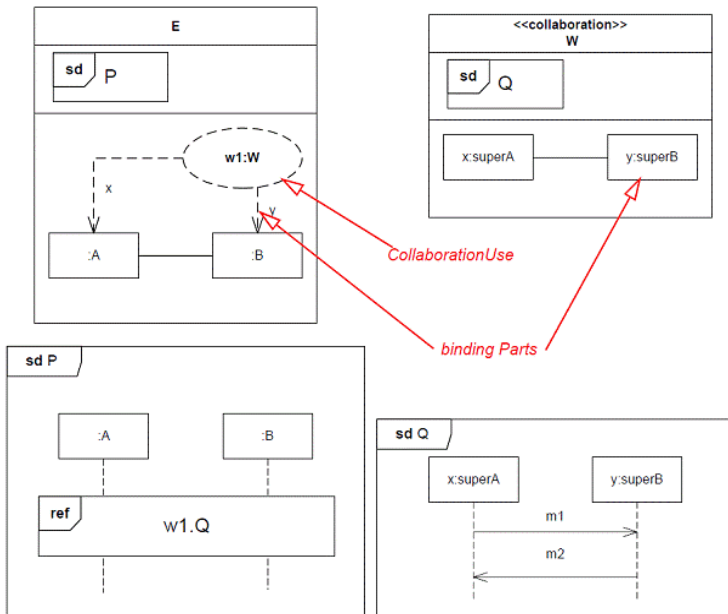 E
sd P
w1:W
x
y
:A
:B
<<collaboration>>
W
sd Q
x:superA
y:superB
CollaborationUse
binding Parts
sd P
:A
:B
ref
w1.Q
sd Q
x:superA
y:superB
m1
m2